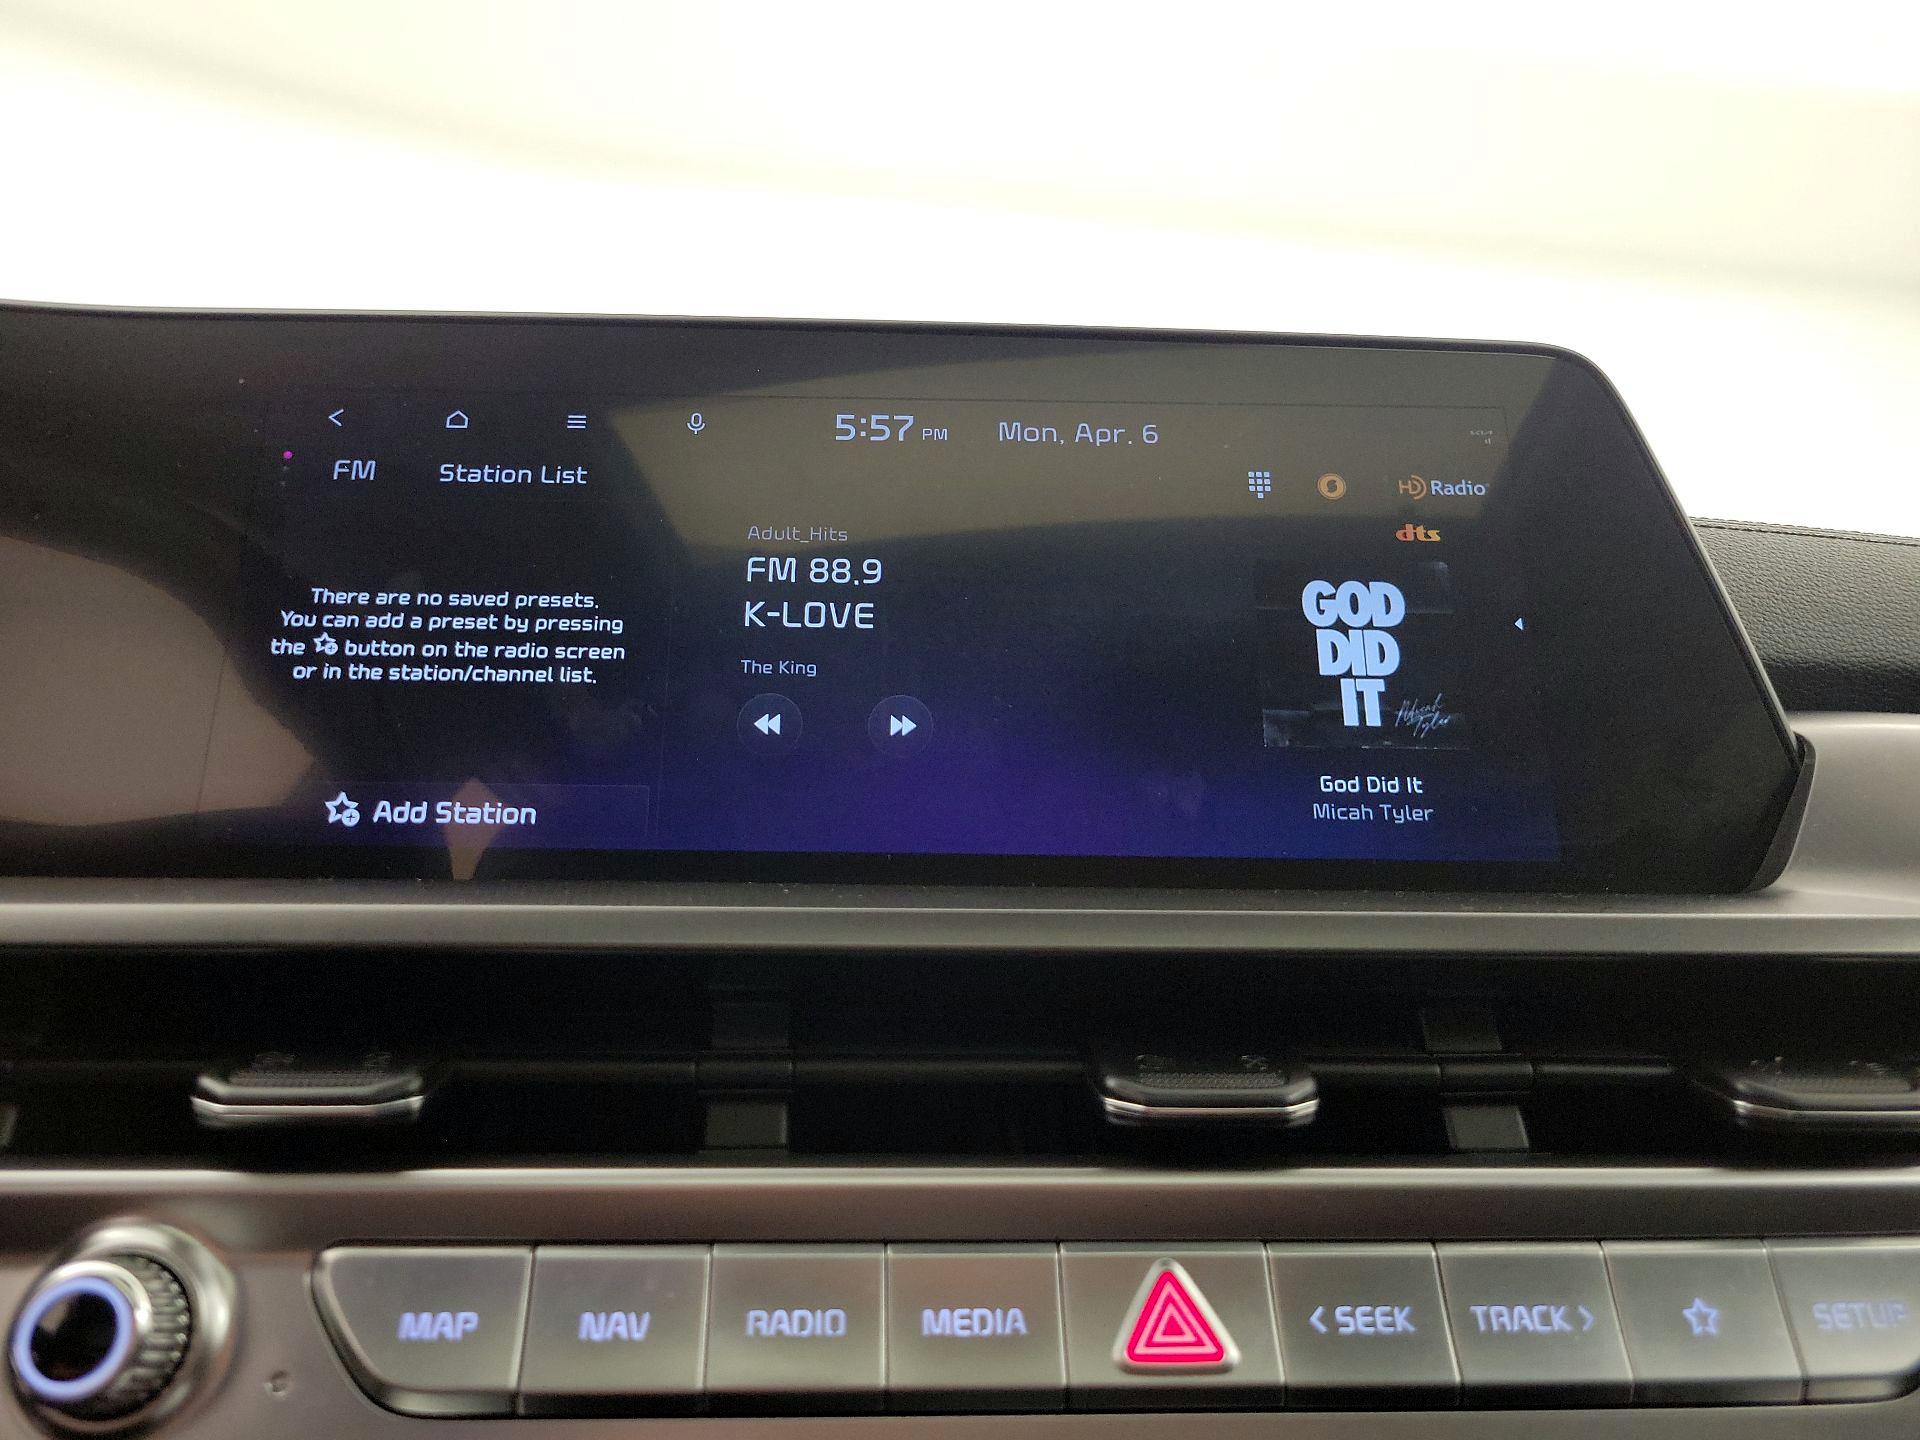 5:57 PM Mon, Apr. 6
KIA
FM Station List
HD Radio
dts
Adult_Hits
FM 88.9
K-LOVE
The King
There are no saved presets.
You can add a preset by pressing
the button on the radio screen
or in the station/channel list.
Add Station
GOD
DID
IT
Micah
Tyler
God Did It
Micah Tyler
MAP NAV RADIO MEDIA < SEEK TRACK > SETUP